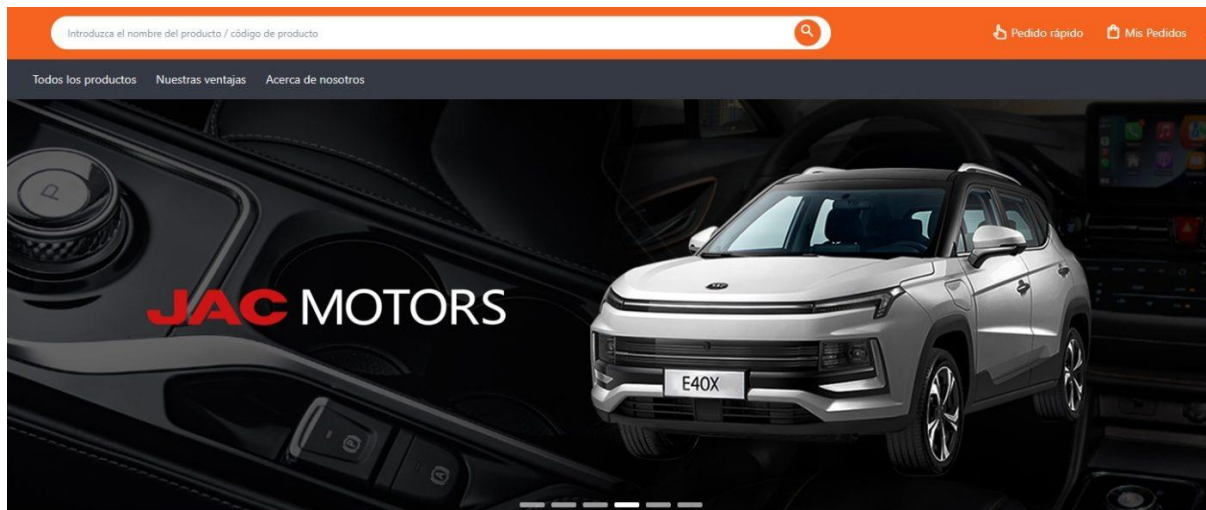 Introduzca el nombre del producto / código de producto
Pedido rápido
Mis Pedidos
Todos los productos
Nuestras ventajas
Acerca de nosotros
JAC MOTORS
E40X
P
(P)
(A)